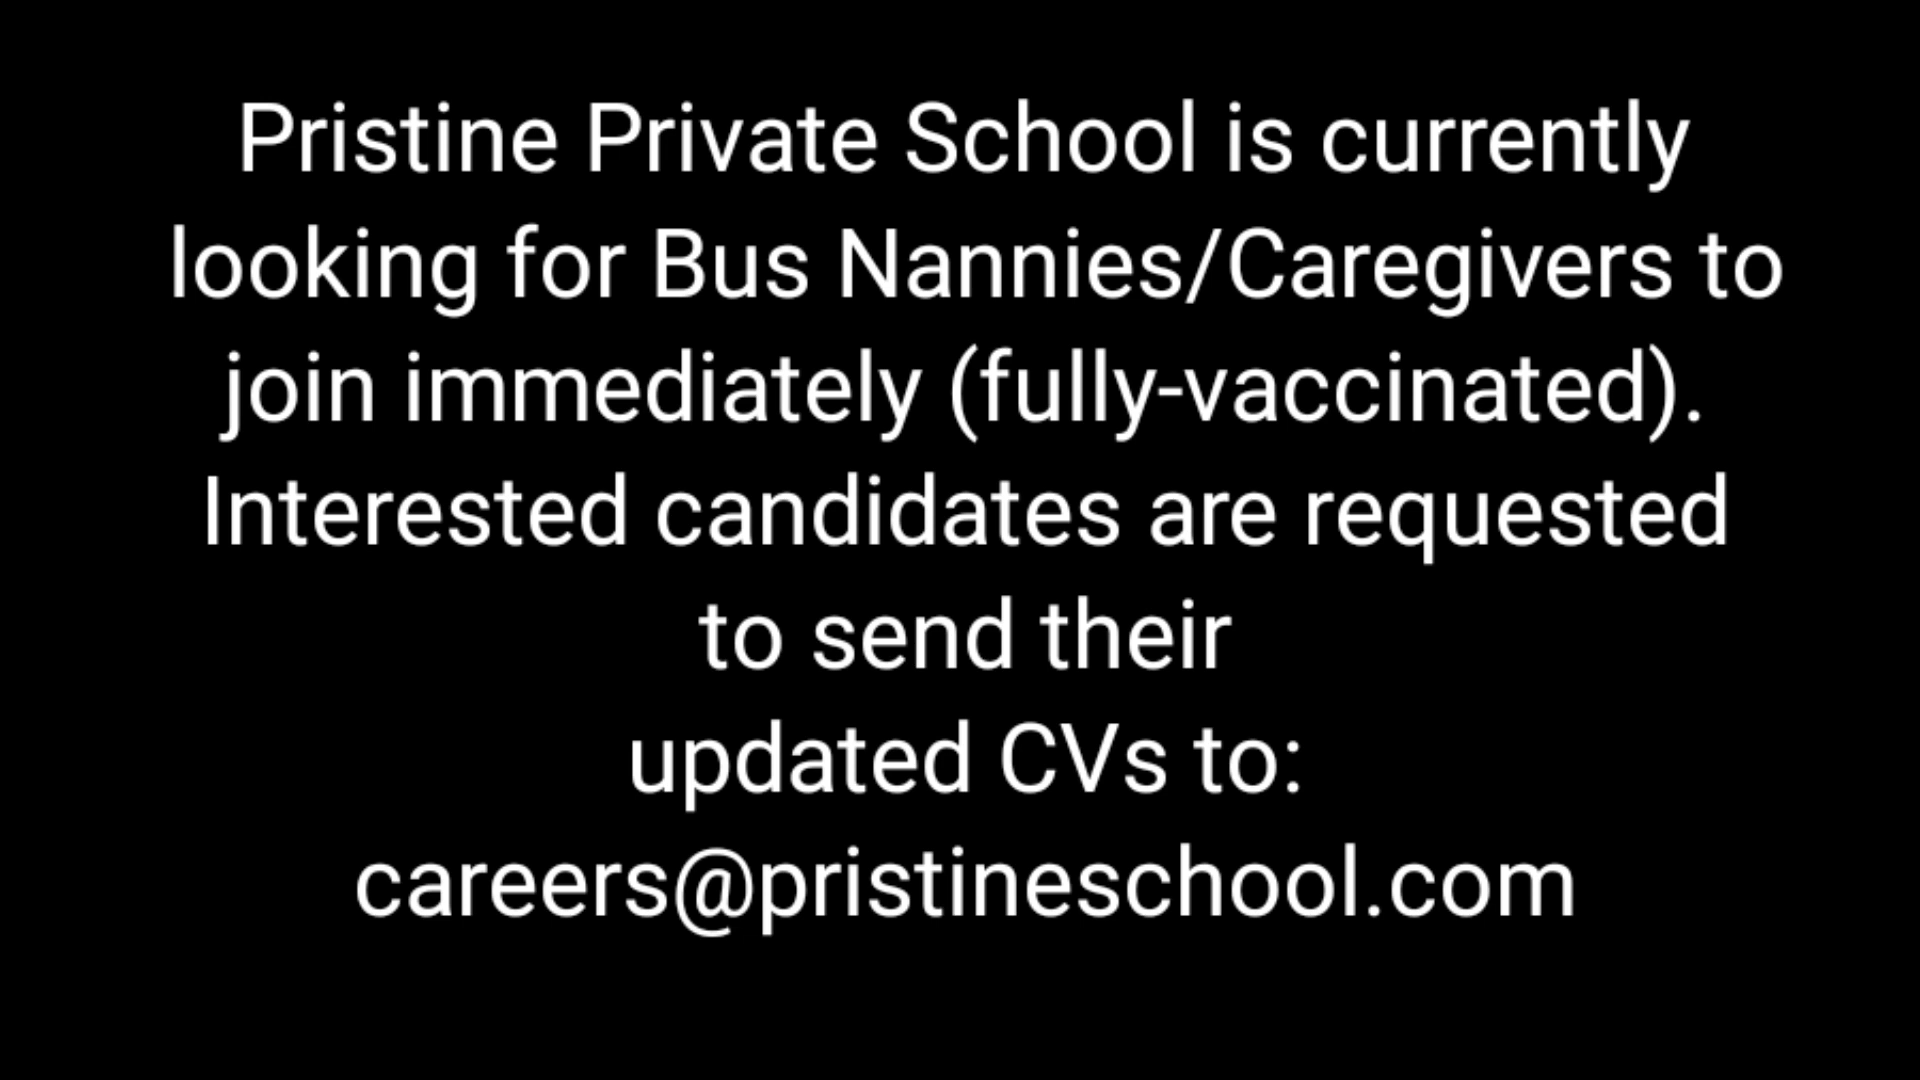 Pristine Private School is currently
looking for Bus Nannies/Caregivers to
join immediately (fully-vaccinated).
Interested candidates are requested
to send their
updated CVs to:
careers@pristineschool.com